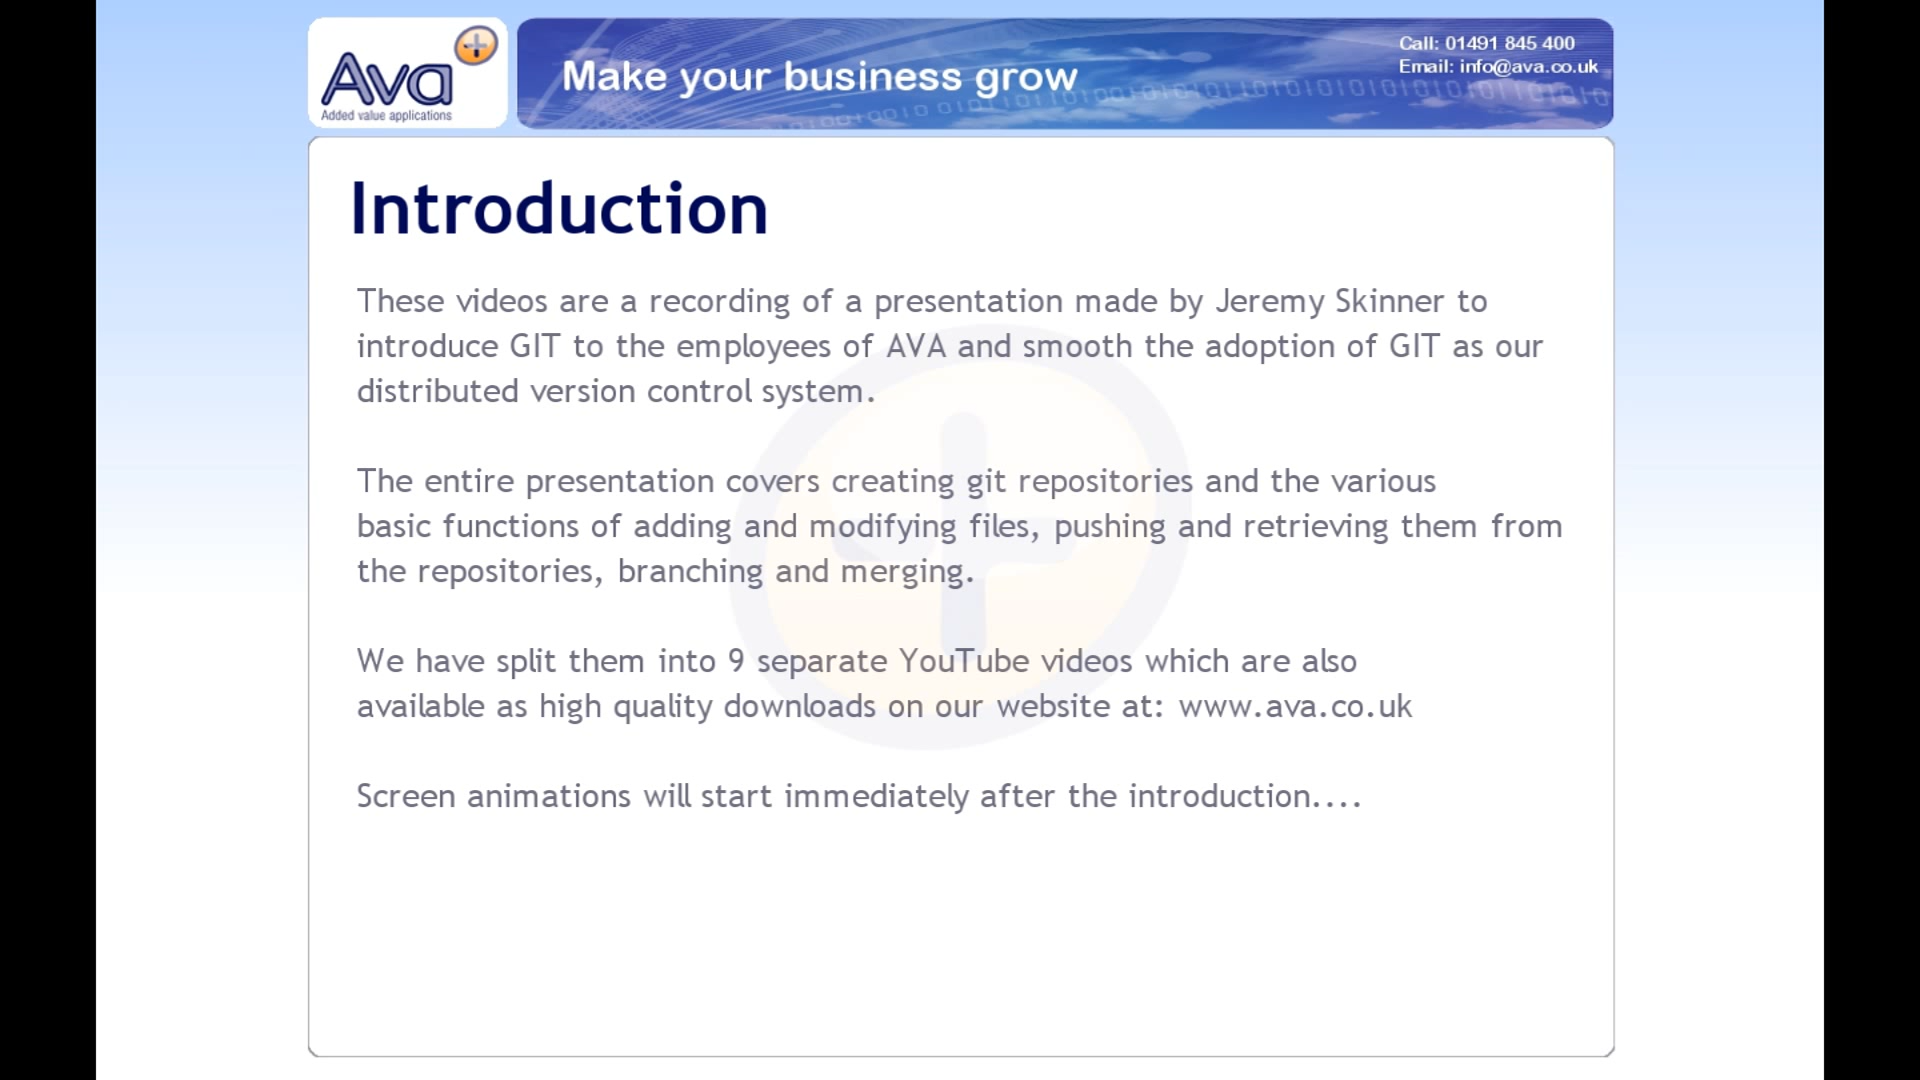 Ava
Added value applications
Make your business grow
Call: 01491 845 400
Email: info@ava.co.uk
Introduction
These videos are a recording of a presentation made by Jeremy Skinner to
introduce GIT to the employees of AVA and smooth the adoption of GIT as our
distributed version control system.
The entire presentation covers creating git repositories and the various
basic functions of adding and modifying files, pushing and retrieving them from
the repositories, branching and merging.
We have split them into 9 separate YouTube videos which are also
available as high quality downloads on our website at: www.ava.co.uk
Screen animations will start immediately after the introduction....